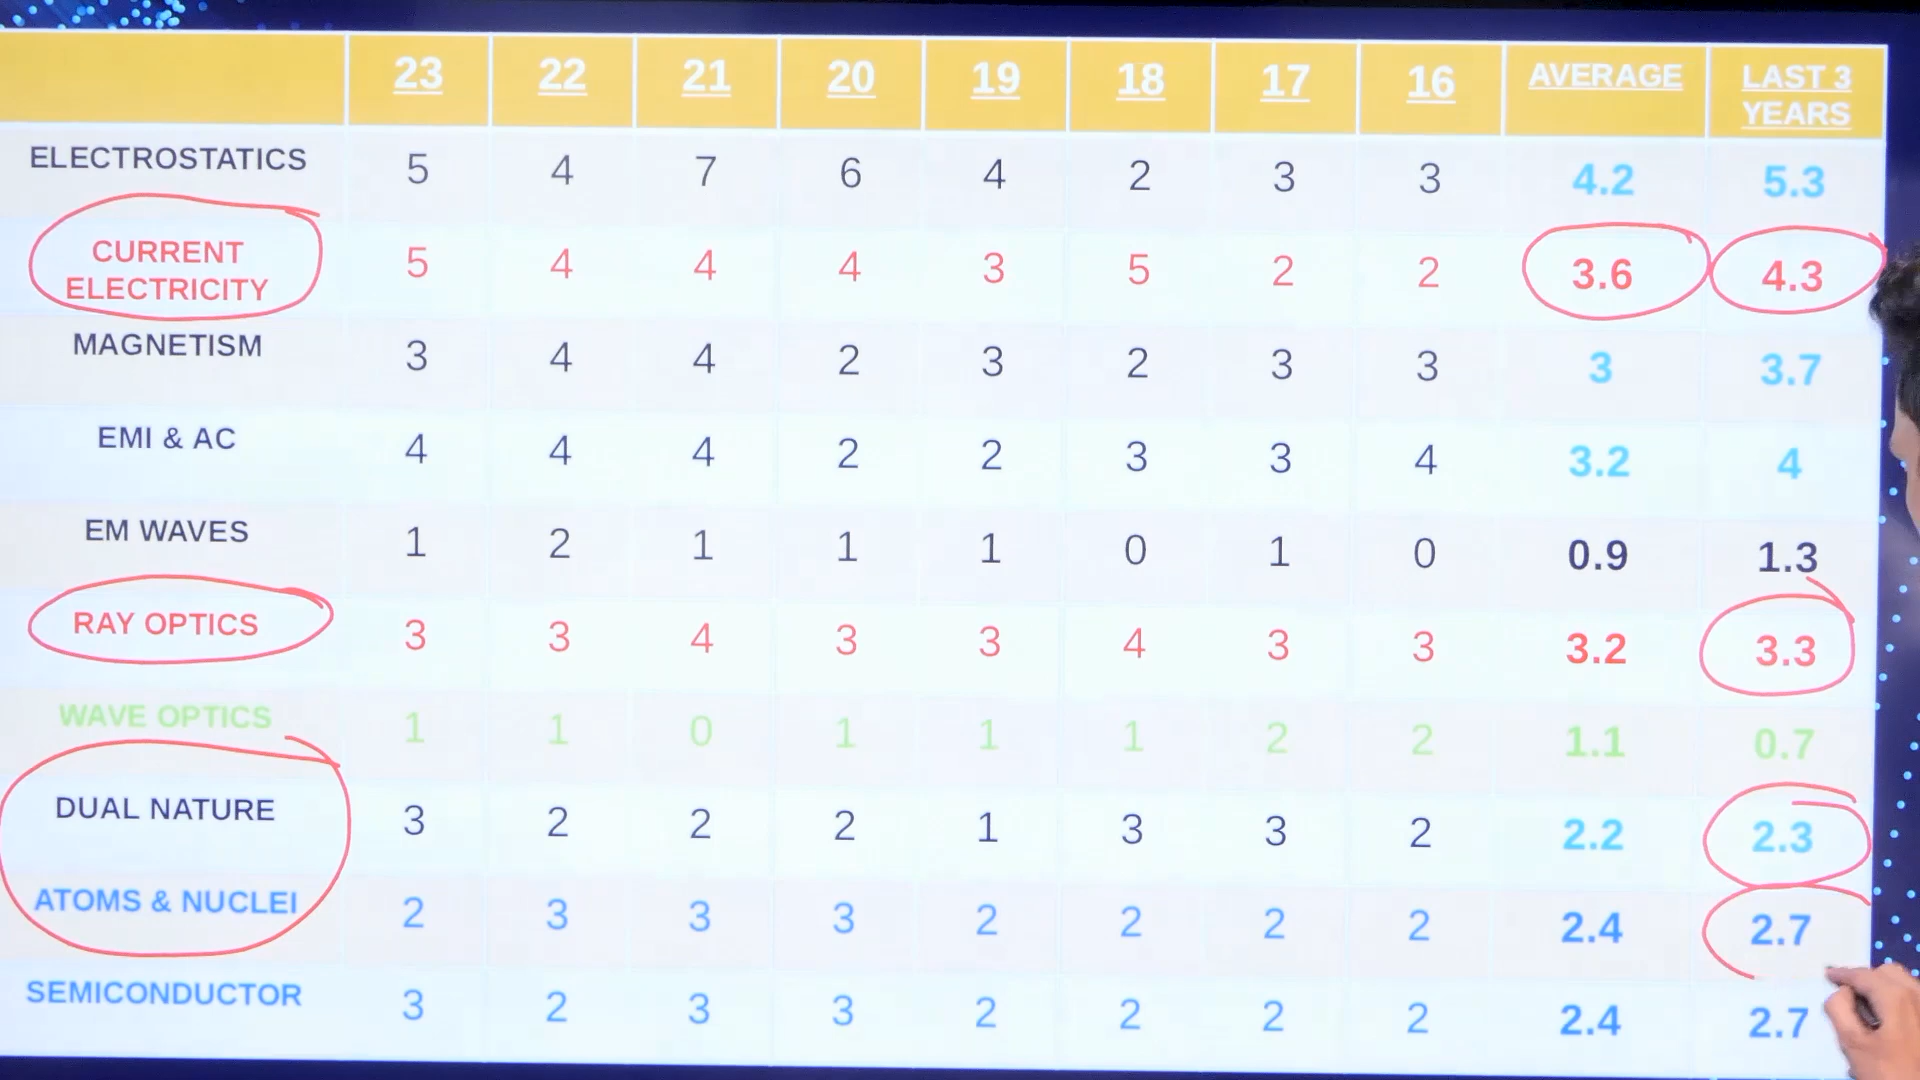 23 22 21 20 19 18 17 16 AVERAGE LAST 3
YEARS
ELECTROSTATICS 5 4 7 6 4 2 3 3 4.2 5.3
CURRENT
ELECTRICITY 5 4 4 4 3 5 2 2 3.6 4.3
MAGNETISM 3 4 4 2 3 2 3 3 3 3.7
EMI & AC 4 4 4 2 2 3 3 4 3.2 4
EM WAVES 1 2 1 1 1 0 1 0 0.9 1.3
RAY OPTICS 3 3 4 3 3 4 3 3 3.2 3.3
WAVE OPTICS 1 1 0 1 1 1 2 2 1.1 0.7
DUAL NATURE 3 2 2 2 1 3 3 2 2.2 2.3
ATOMS & NUCLEI 2 3 3 3 2 2 2 2 2.4 2.7
SEMICONDUCTOR 3 2 3 3 2 2 2 2 2.4 2.7